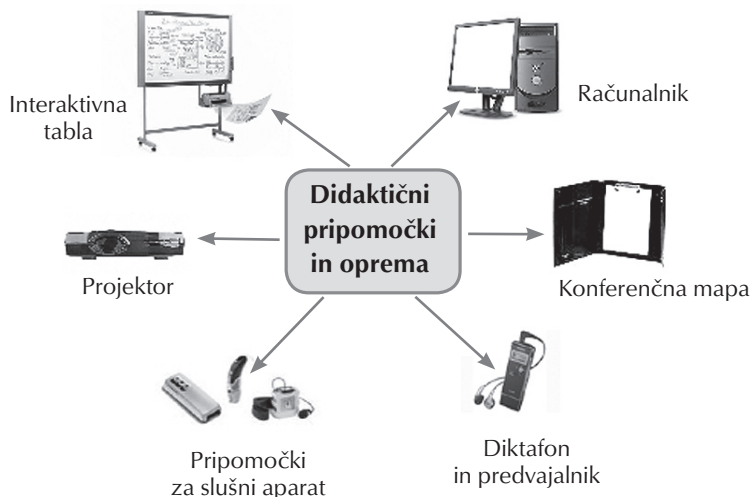 Interaktivna
tabla
Računalnik
Didaktični
pripomočki
in oprema
Projektor
Konferenčna mapa
Pripomočki
za slušni aparat
Diktafon
in predvajalnik